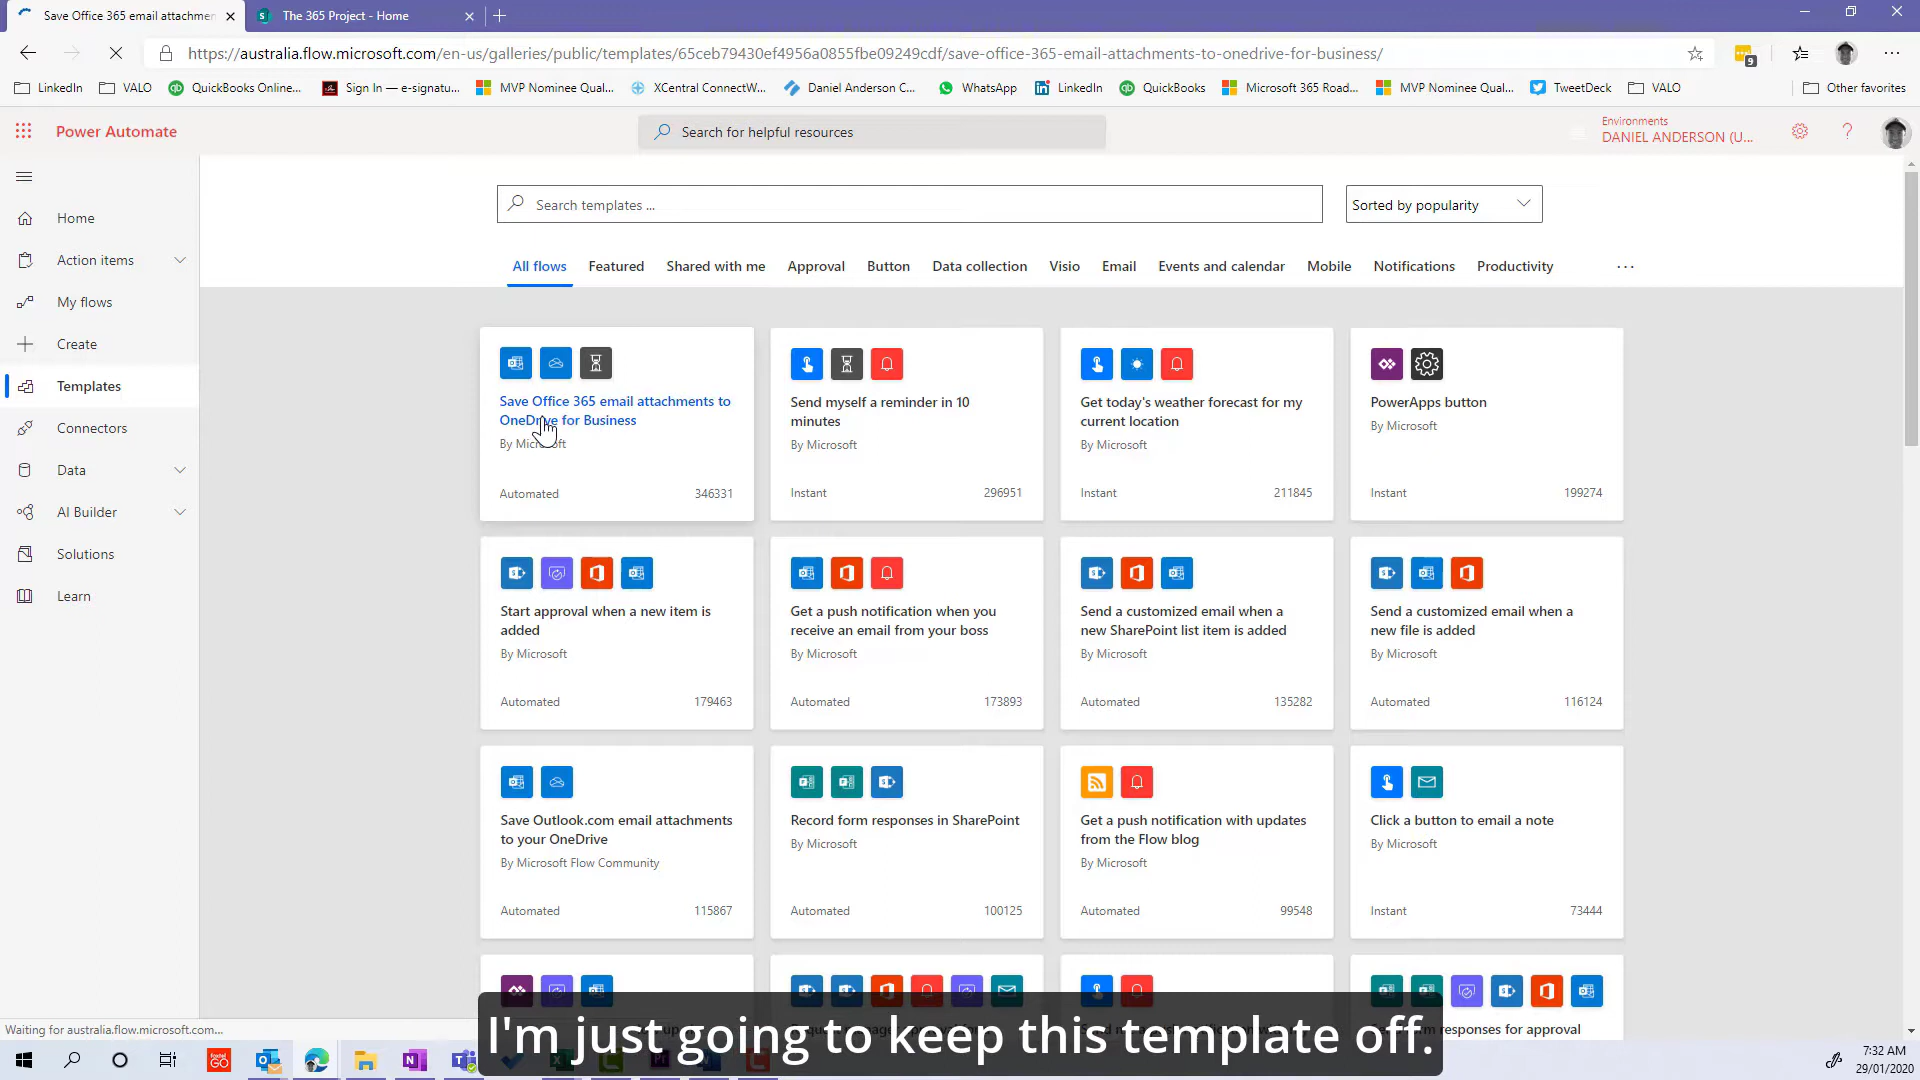 Save Office 365 email attachmen
The 365 Project - Home
https://australia.flow.microsoft.com/en-us/galleries/public/templates/65ceb79430ef4956a0855fbe09249cdf/save-office-365-email-attachments-to-onedrive-for-business/
9
LinkedIn
VALO
QuickBooks Online...
Sign In — e-signatu...
MVP Nominee Qual...
XCentral ConnectW...
Daniel Anderson C...
WhatsApp
LinkedIn
QuickBooks
Microsoft 365 Road...
MVP Nominee Qual...
TweetDeck
VALO
Other favorites
Power Automate
Search for helpful resources
Environments
DANIEL ANDERSON (U...
Home
Action items
My flows
Create
Templates
Connectors
Data
AI Builder
Solutions
Learn
Search templates ...
Sorted by popularity
All flows
Featured
Shared with me
Approval
Button
Data collection
Visio
Email
Events and calendar
Mobile
Notifications
Productivity
Save Office 365 email attachments to
OneDrive for Business
By Microsoft
Automated 346331
Send myself a reminder in 10
minutes
By Microsoft
Instant 296951
Get today's weather forecast for my
current location
By Microsoft
Instant 211845
PowerApps button
By Microsoft
Instant 199274
Start approval when a new item is
added
By Microsoft
Automated 179463
Get a push notification when you
receive an email from your boss
By Microsoft
Automated 173893
Send a customized email when a
new SharePoint list item is added
By Microsoft
Automated 135282
Send a customized email when a
new file is added
By Microsoft
Automated 116124
Save Outlook.com email attachments
to your OneDrive
By Microsoft Flow Community
Automated 115867
Record form responses in SharePoint
By Microsoft
Automated 100125
Get a push notification with updates
from the Flow blog
By Microsoft
Automated 99548
Click a button to email a note
By Microsoft
Instant 73444
responses for approval
I'm just going to keep this template off.
Waiting for australia.flow.microsoft.com...
GO
7:32 AM
29/01/2020